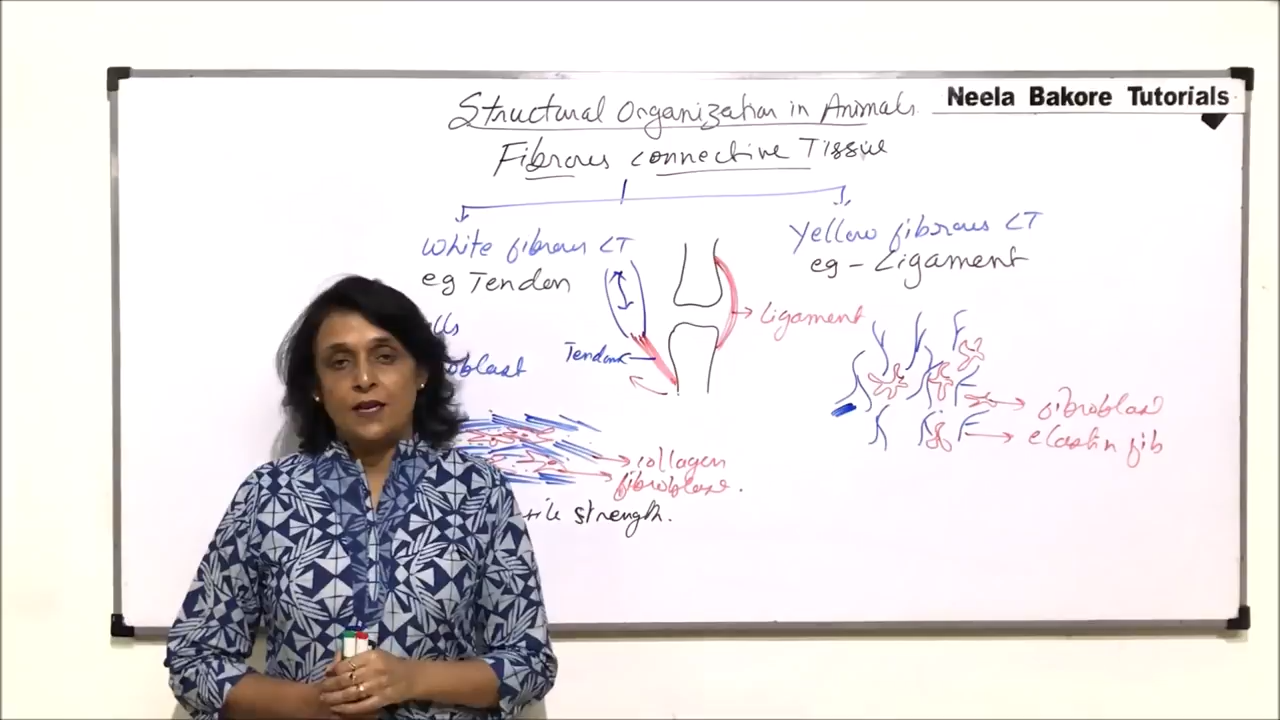 Neela Bakore Tutorials
Structural Organization in Animals
Fibrous connective Tissue
White fibrous CT
eg Tendon
Yellow fibrous CT
eg - Ligament
Ligament
Tendon
collagen
fibroblast.
strength.
fibroblast
elastin fib